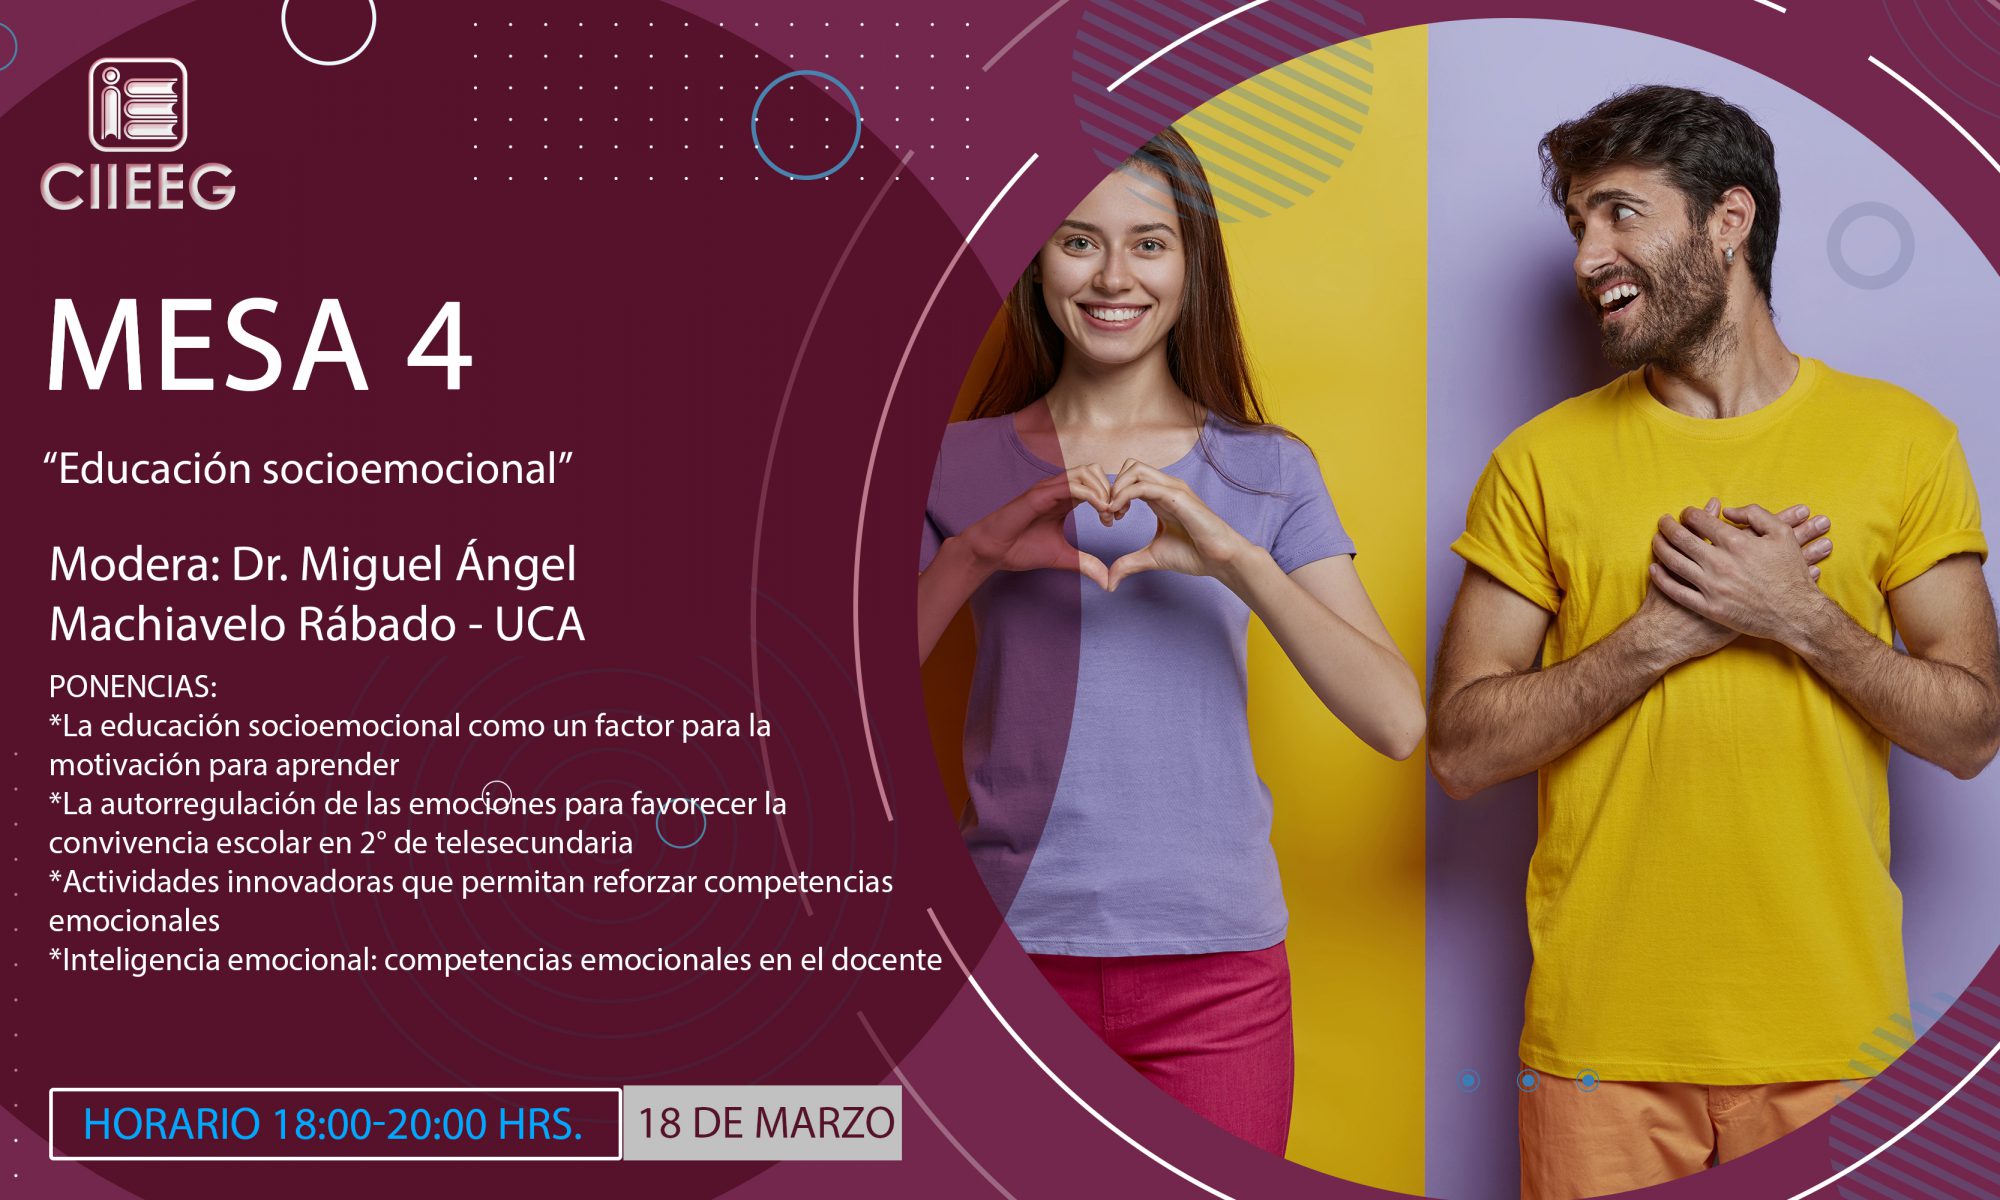 CIIEEG
MESA 4
“Educación socioemocional”
Modera: Dr. Miguel Ángel
Machiavelo Rábado - UCA
PONENCIAS:
*La educación socioemocional como un factor para la
motivación para aprender
*La autorregulación de las emociones para favorecer la
convivencia escolar en 2° de telesecundaria
*Actividades innovadoras que permitan reforzar competencias
emocionales
*Inteligencia emocional: competencias emocionales en el docente
HORARIO 18:00-20:00 HRS.
18 DE MARZO